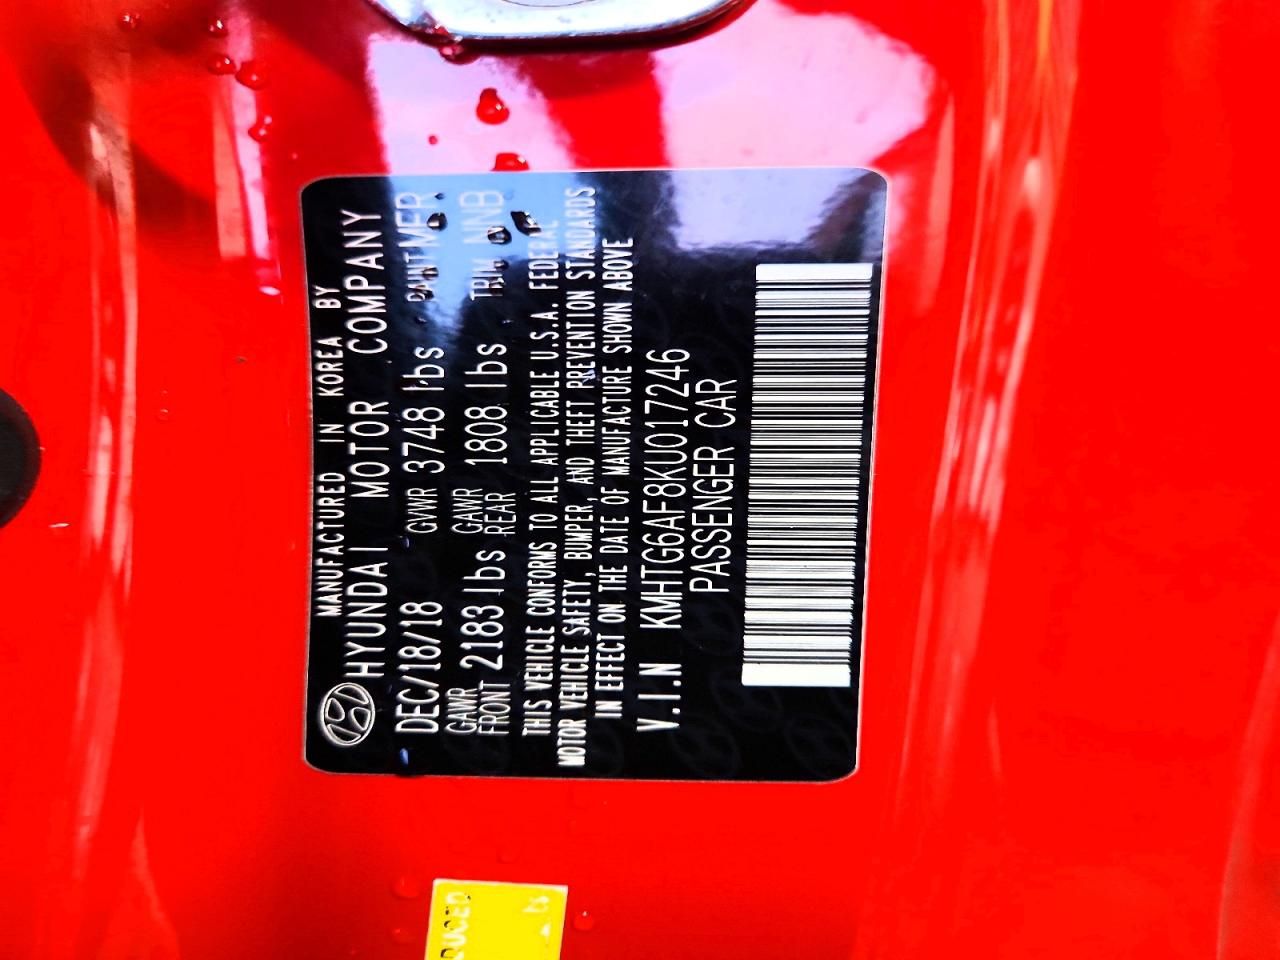 MANUFACTURED IN KOREA BY
HYUNDAI MOTOR COMPANY
DEC/18/18 GVWR 3748 lbs PAINT MFR
GAWR FRONT 2183 lbs GAWR REAR 1808 lbs TRIM NNB
THIS VEHICLE CONFORMS TO ALL APPLICABLE U.S.A. FEDERAL
MOTOR VEHICLE SAFETY, BUMPER, AND THEFT PREVENTION STANDARDS
IN EFFECT ON THE DATE OF MANUFACTURE SHOWN ABOVE
V.I.N KMHTG6AF8KU017246
PASSENGER CAR